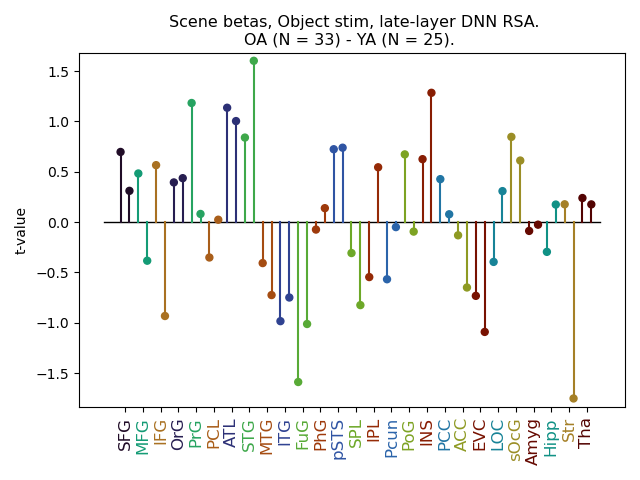 Scene betas, Object stim, late-layer DNN RSA.
OA (N = 33) - YA (N = 25).
t-value
1.5
1.0
0.5
0.0
−0.5
−1.0
−1.5
SFG
MFG
IFG
OrG
PrG
PCL
ATL
STG
MTG
ITG
FuG
PhG
pSTS
SPL
IPL
Pcun
PoG
INS
PCC
ACC
EVC
LOC
sOcG
Amyg
Hipp
Str
Tha